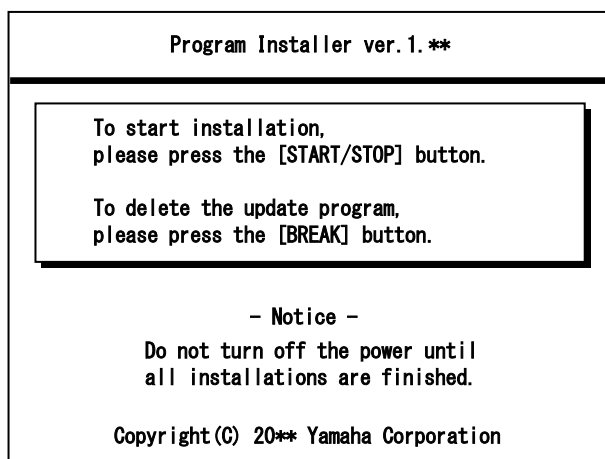 Program Installer ver.1.**
To start installation,
please press the [START/STOP] button.
To delete the update program,
please press the [BREAK] button.
- Notice -
Do not turn off the power until
all installations are finished.
Copyright(C) 20** Yamaha Corporation